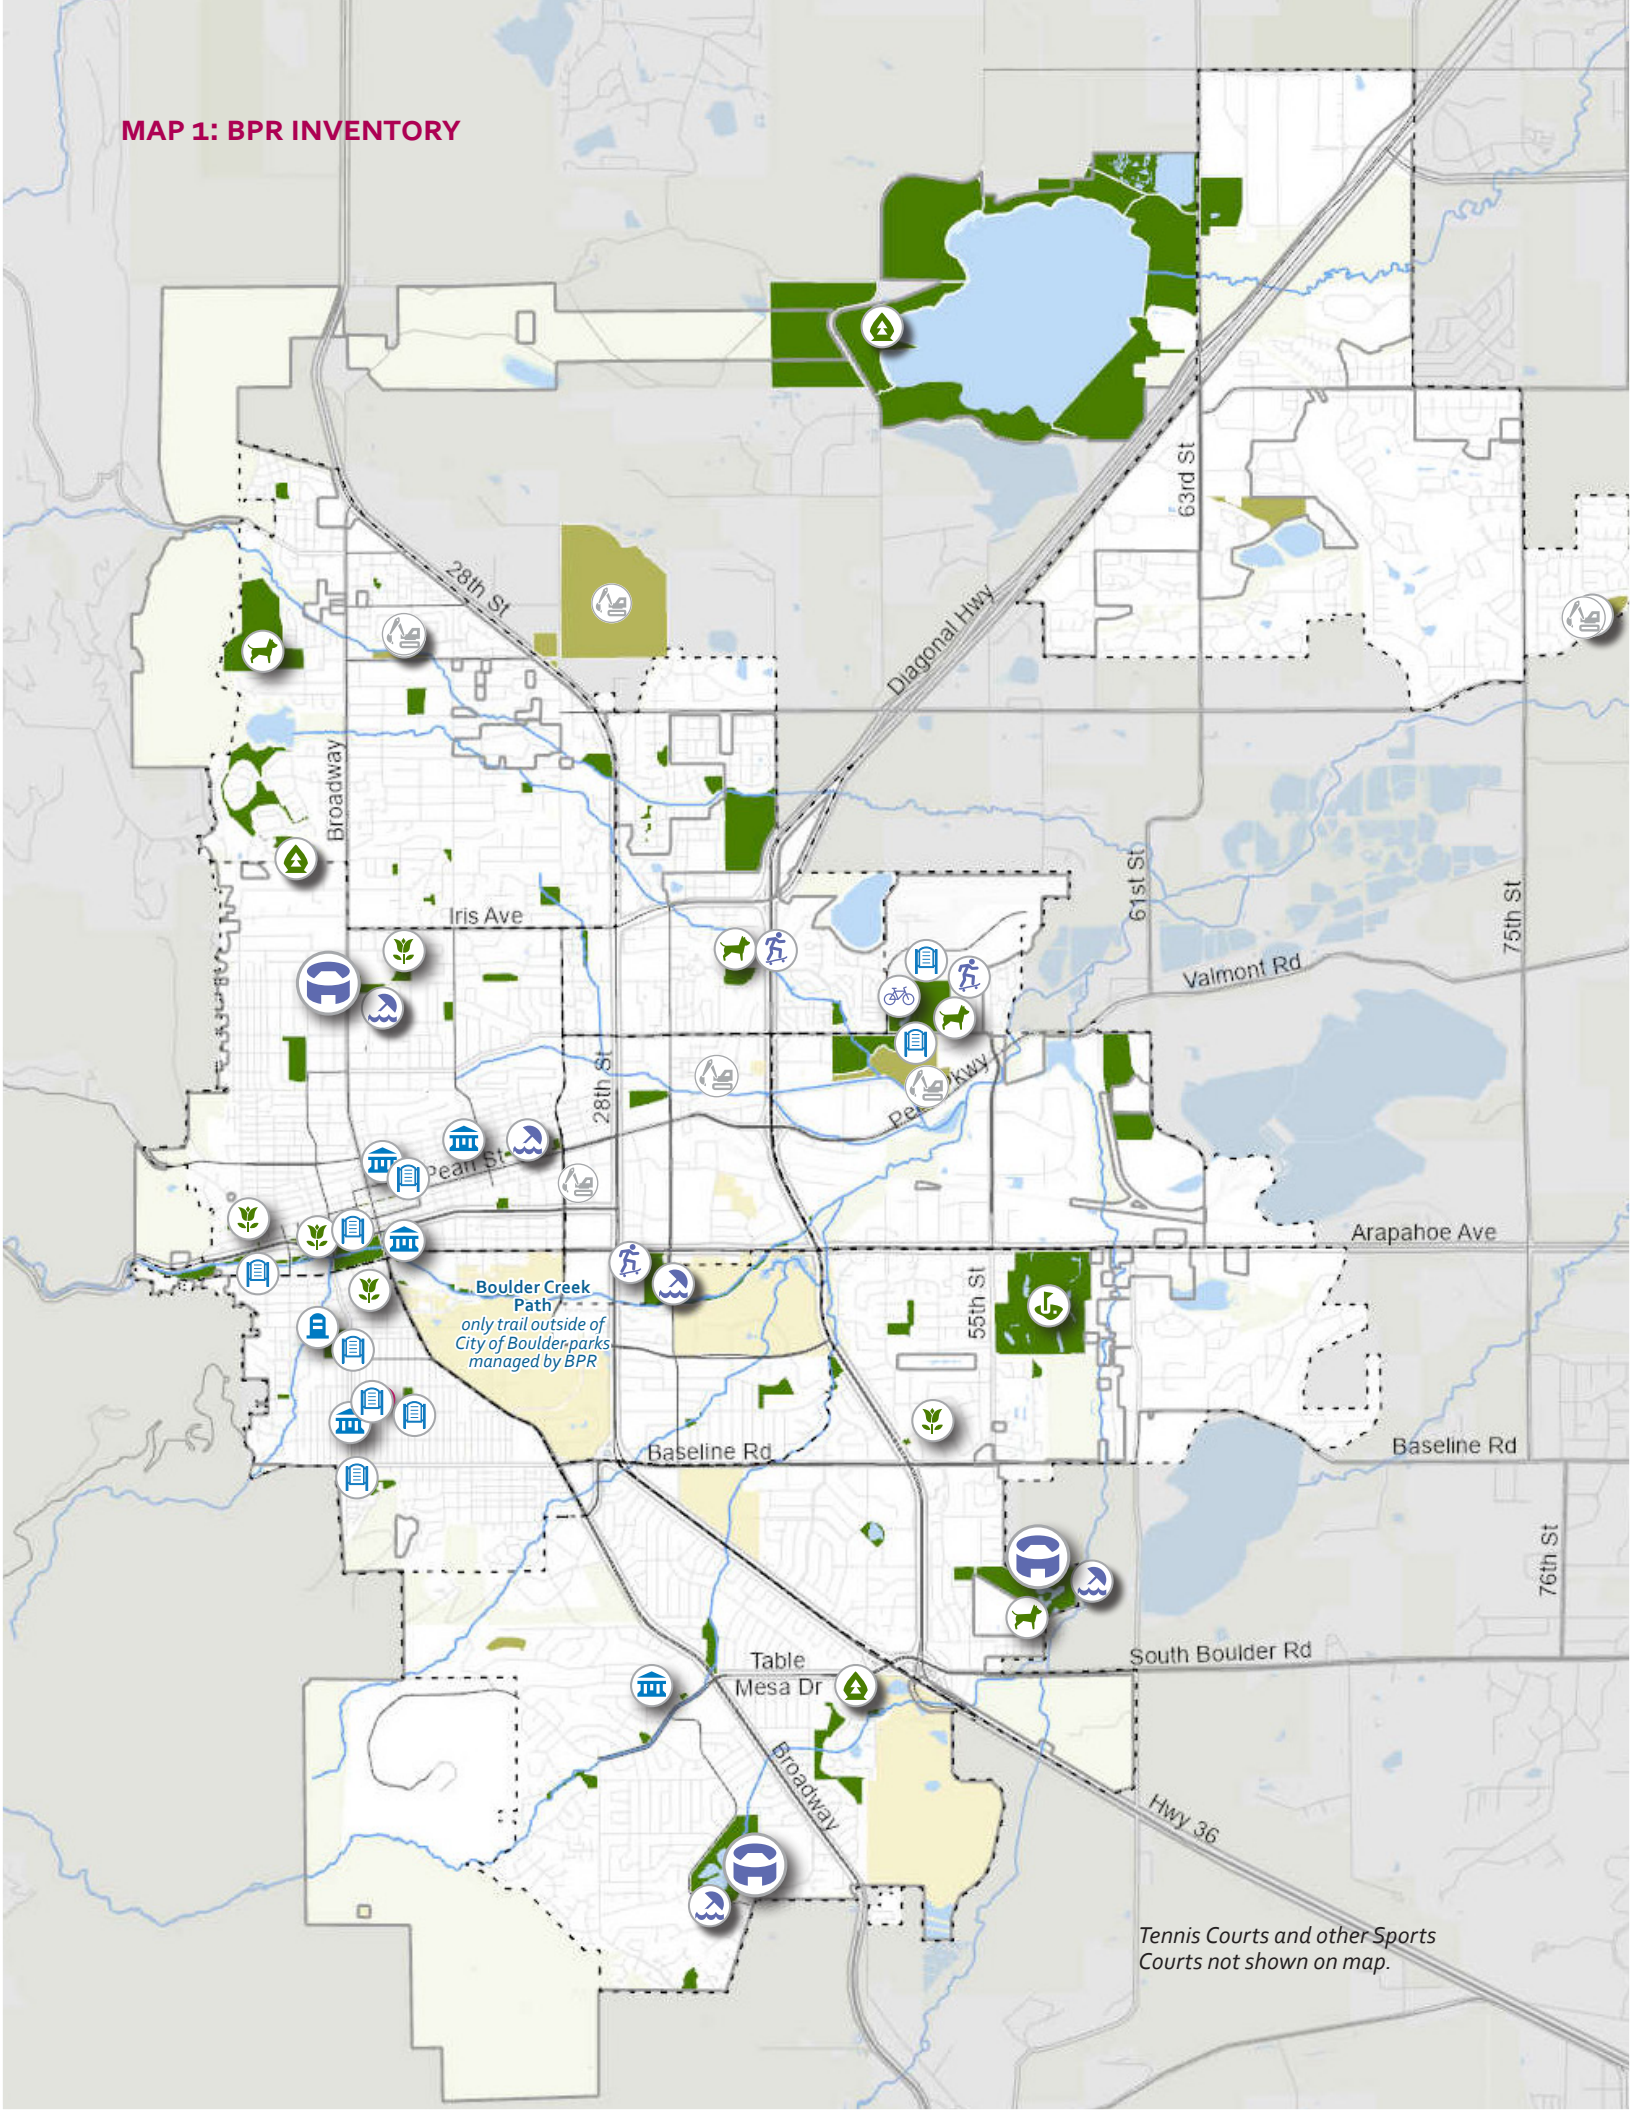 MAP 1: BPR INVENTORY
63rd St
28th St
Diagonal Hwy
Broadway
61st St
75th St
Iris Ave
Valmont Rd
28th St
Pearl St
Arapahoe Ave
Boulder Creek
Path
only trail outside of
City of Boulder parks
managed by BPR
55th St
Baseline Rd
Baseline Rd
76th St
South Boulder Rd
Table
Mesa Dr
Broadway
Hwy 36
Tennis Courts and other Sports
Courts not shown on map.